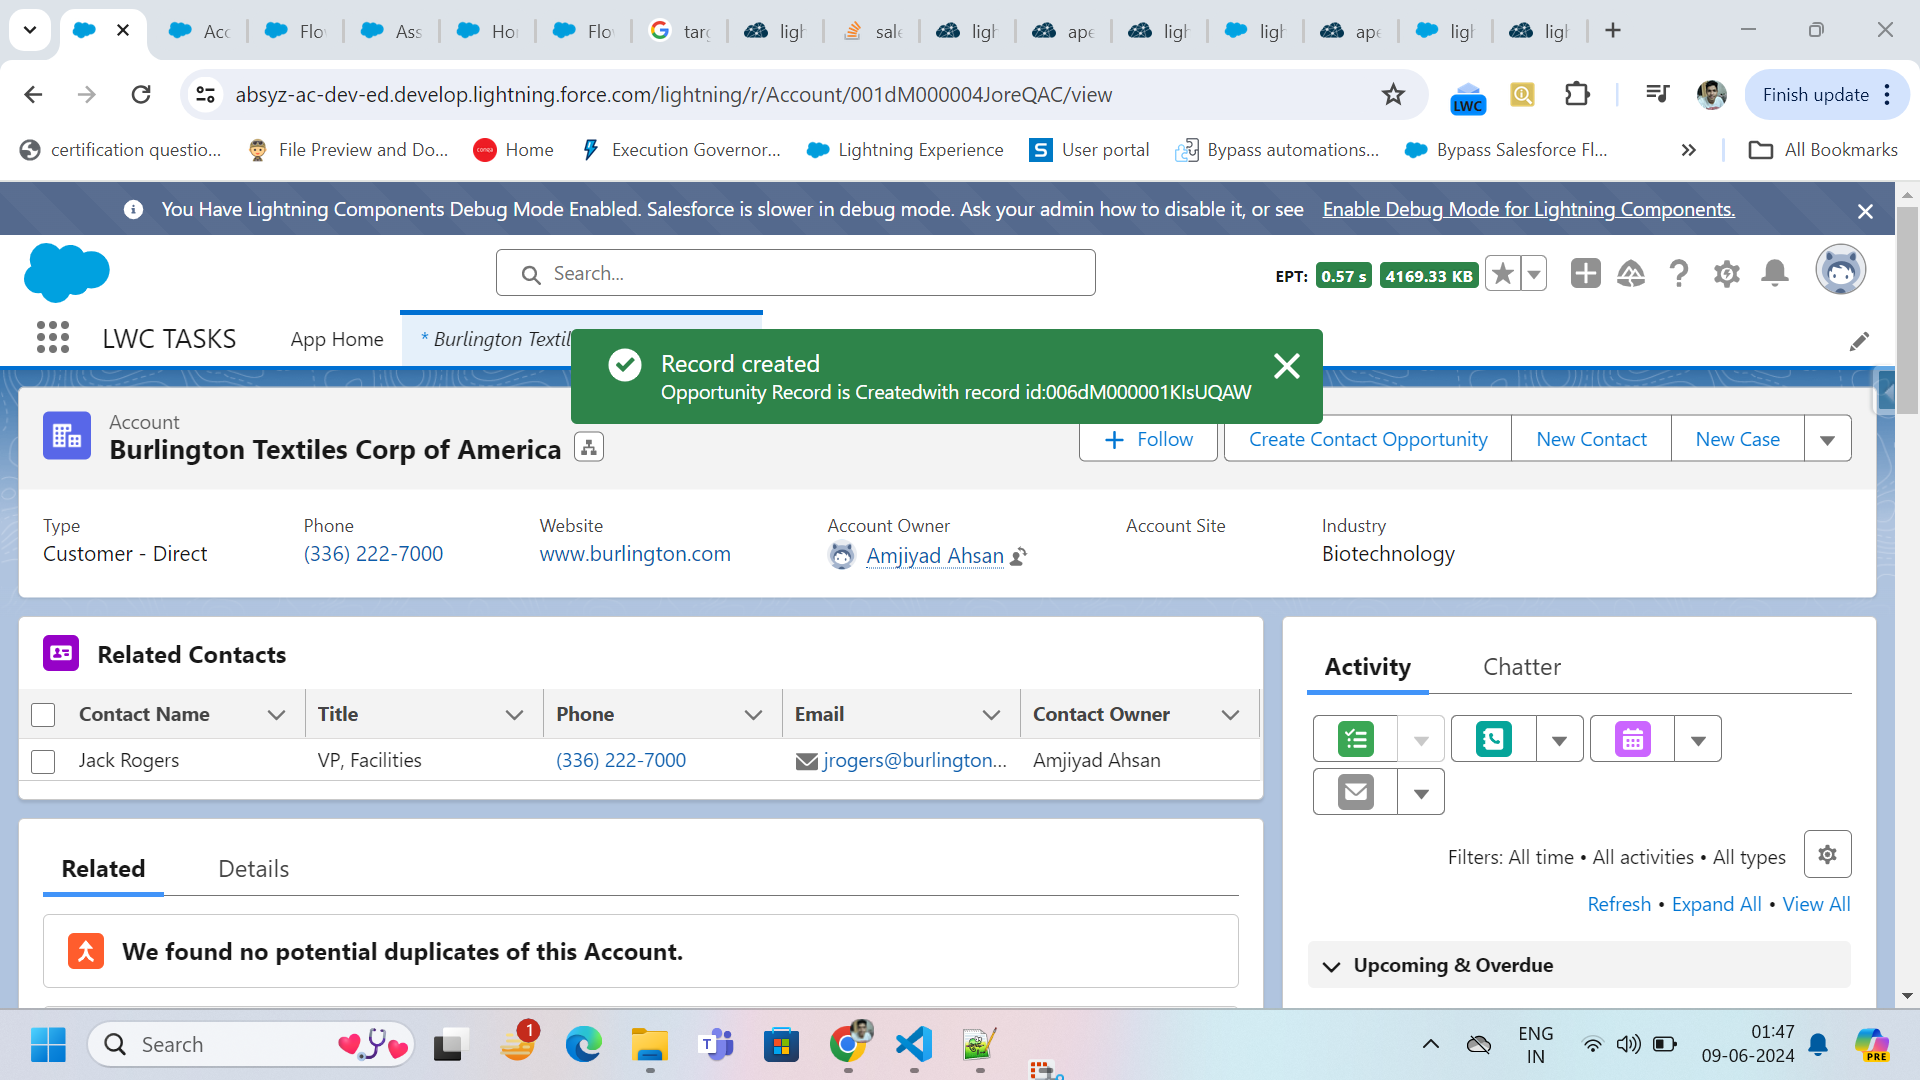 Acc
Flo
Ass
Ho
Flo
targ
ligh
sale
ligh
ape
ligh
ligh
ape
ligh
ligh
absyz-ac-dev-ed.develop.lightning.force.com/lightning/r/Account/001dM000004JoreQAC/view
LWC
Finish update
certification questio...
File Preview and Do...
Home
Execution Governor...
Lightning Experience
User portal
Bypass automations...
Bypass Salesforce Fl...
All Bookmarks
You Have Lightning Components Debug Mode Enabled. Salesforce is slower in debug mode. Ask your admin how to disable it, or see Enable Debug Mode for Lightning Components.
Search...
EPT: 0.57 s 4169.33 KB
LWC TASKS
App Home
* Burlington Textil
Record created
Opportunity Record is Createdwith record id:006dM000001KIsUQAW
Account
Burlington Textiles Corp of America
Follow
Create Contact Opportunity
New Contact
New Case
Type
Customer - Direct
Phone
(336) 222-7000
Website
www.burlington.com
Account Owner
Amjiyad Ahsan
Account Site
Industry
Biotechnology
Related Contacts
Contact Name Title Phone Email Contact Owner
Jack Rogers VP, Facilities (336) 222-7000 jrogers@burlington... Amjiyad Ahsan
Related Details
We found no potential duplicates of this Account.
Activity Chatter
Filters: All time • All activities • All types
Refresh • Expand All • View All
Upcoming & Overdue
Search
1
ENG
IN
01:47
09-06-2024
PRE